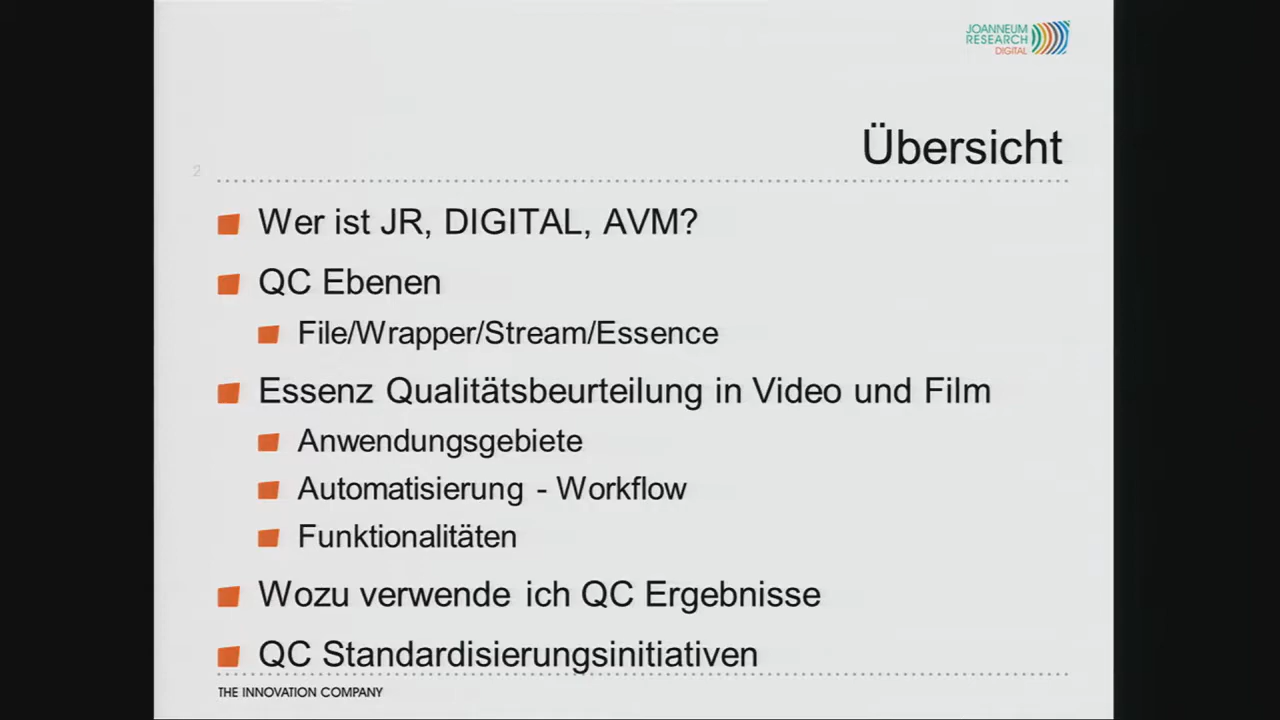 JOANNEUM
RESEARCH
DIGITAL
Übersicht
2
Wer ist JR, DIGITAL, AVM?
QC Ebenen
File/Wrapper/Stream/Essence
Essenz Qualitätsbeurteilung in Video und Film
Anwendungsgebiete
Automatisierung - Workflow
Funktionalitäten
Wozu verwende ich QC Ergebnisse
QC Standardisierungsinitiativen
THE INNOVATION COMPANY